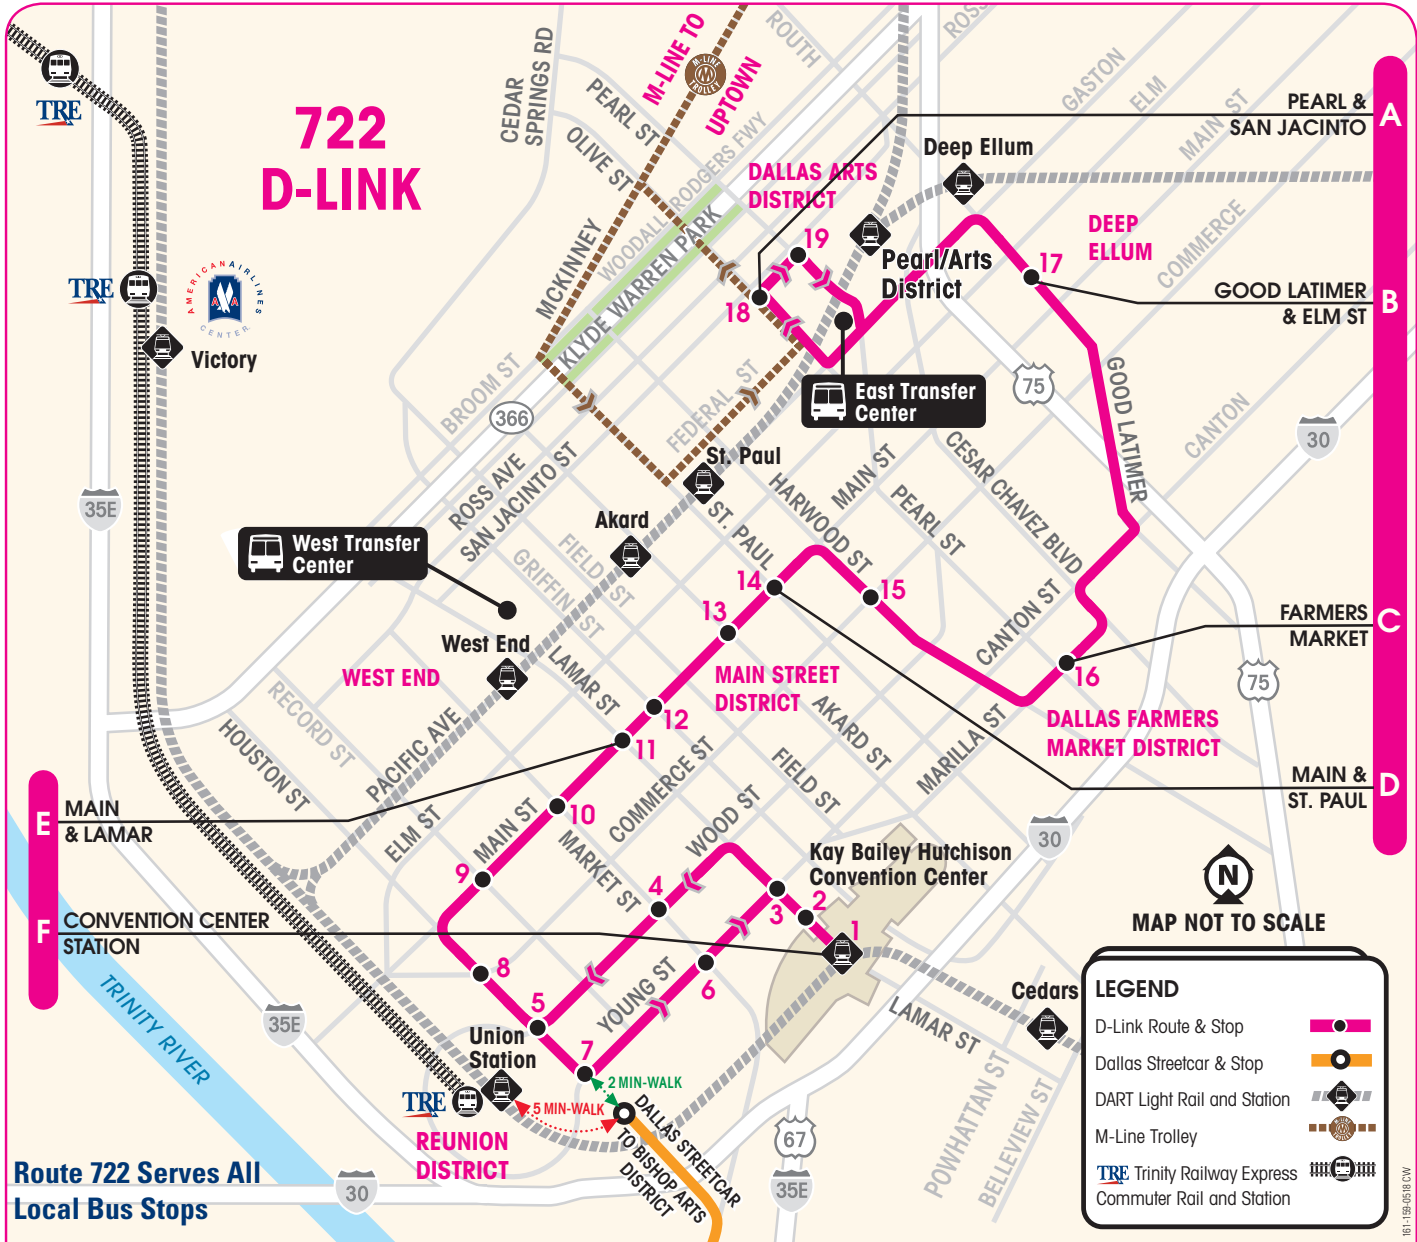 722
D-LINK
TRE
TRE
AMERICAN AIRLINES
CENTER
AA
Victory
35E
CEDAR
SPRINGS RD
PEARL ST
OLIVE ST
MCKINNEY
M-LINE TO
UPTOWN
M-LINE
TROLLEY
ROUTH
ROSS
GASTON
ELM
MAIN ST
COMMERCE
CANTON
WOODALL RODGERS FWY
KLYDE WARREN PARK
DALLAS ARTS
DISTRICT
Deep Ellum
DEEP
ELLUM
Pearl/Arts
District
19
18
17
PEARL &
SAN JACINTO
A
GOOD LATIMER
& ELM ST
B
FARMERS
MARKET
C
MAIN &
ST. PAUL
D
East Transfer
Center
75
30
GOOD LATIMER
BROOM ST
366
FEDERAL ST
ROSS AVE
SAN JACINTO ST
St. Paul
Akard
ST. PAUL
HARWOOD ST
MAIN ST
PEARL ST
CESAR CHAVEZ BLVD
CANTON ST
FIELD ST
GRIFFIN ST
West Transfer
Center
West End
WEST END
LAMAR ST
14
15
13
16
12
11
10
9
8
MAIN STREET
DISTRICT
DALLAS FARMERS
MARKET DISTRICT
75
AKARD ST
MARILLA ST
FIELD ST
RECORD ST
HOUSTON ST
PACIFIC AVE
ELM ST
MAIN ST
COMMERCE ST
WOOD ST
MARKET ST
YOUNG ST
E
MAIN
& LAMAR
F
CONVENTION CENTER
STATION
30
Kay Bailey Hutchison
Convention Center
4
3
2
1
6
5
7
N
MAP NOT TO SCALE
TRINITY RIVER
35E
Union
Station
TRE
REUNION
DISTRICT
2 MIN-WALK
5 MIN-WALK
DALLAS STREETCAR
TO BISHOP ARTS
DISTRICT
67
35E
30
Cedars
LAMAR ST
POWHATTAN ST
BELLEVIEW ST
LEGEND
D-Link Route & Stop
Dallas Streetcar & Stop
DART Light Rail and Station
M-Line Trolley
TRE Trinity Railway Express
Commuter Rail and Station
Route 722 Serves All
Local Bus Stops
161-159-0518 CW